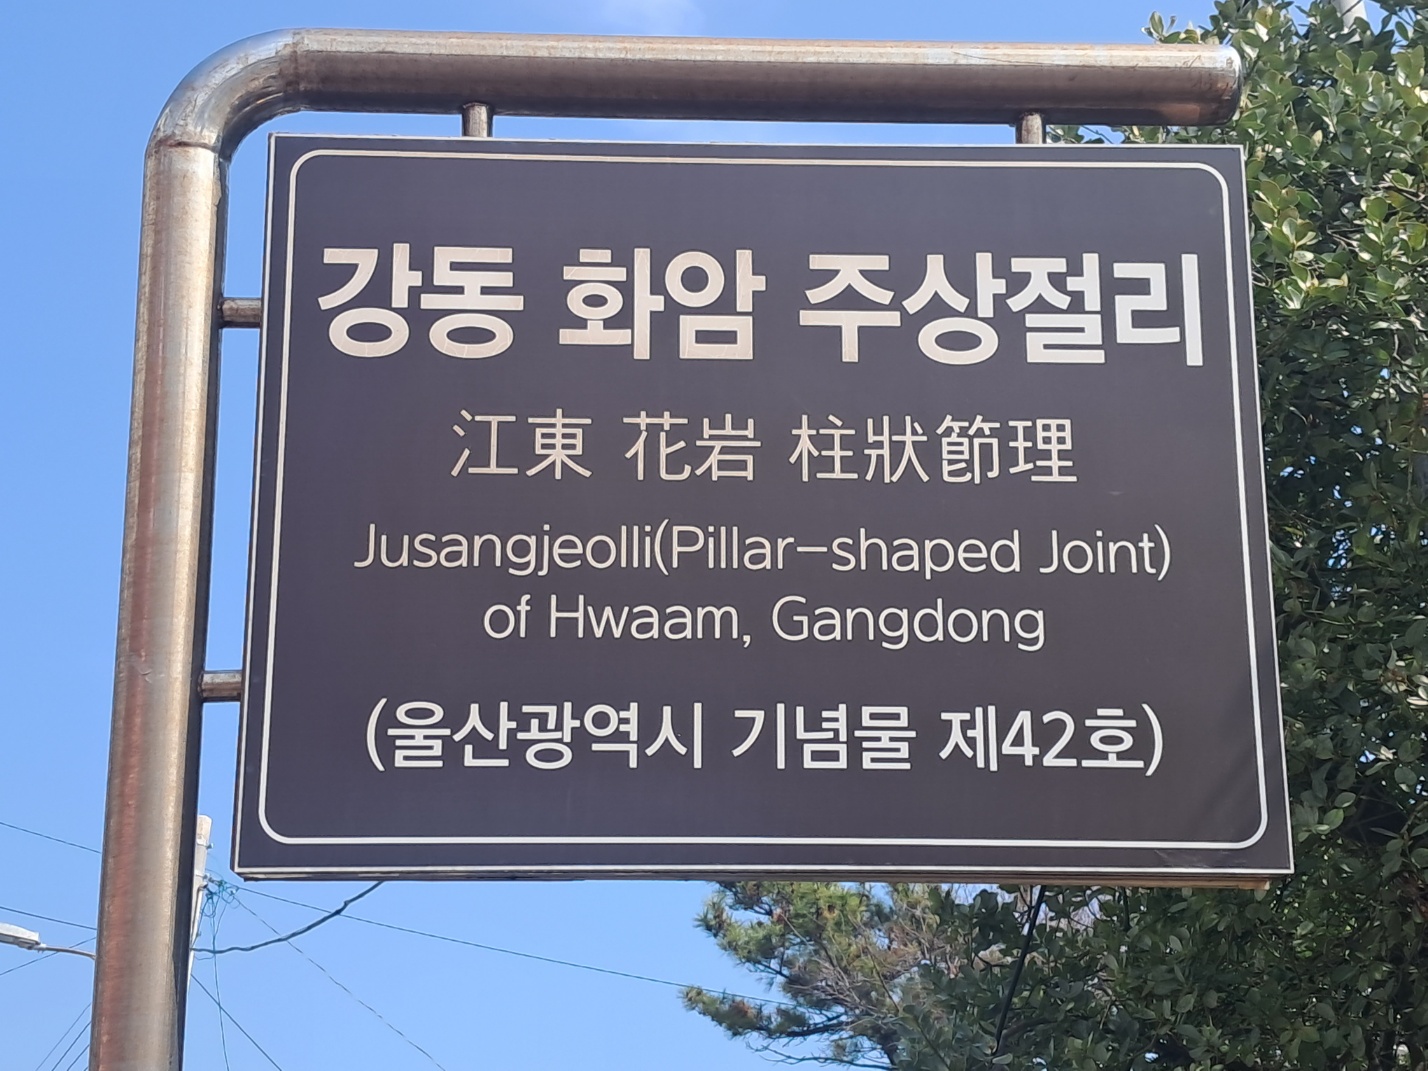 강동 화암 주상절리
江東 花岩 柱狀節理
Jusangjeolli(Pillar-shaped Joint)
of Hwaam, Gangdong
(울산광역시 기념물 제42호)